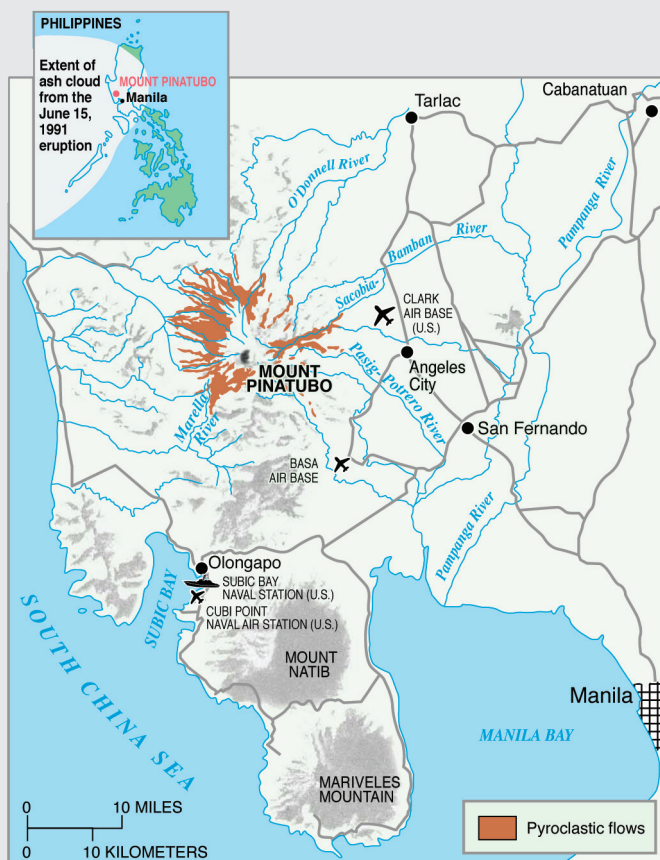 PHILIPPINES
Extent of
ash cloud
from the
June 15,
1991
eruption
MOUNT PINATUBO
Manila
Tarlac
Cabanatuan
O'Donnell River
Pampanga River
Sacobia-Bamban River
CLARK
AIR BASE
(U.S.)
MOUNT
PINATUBO
Angeles
City
Pasig-Potrero River
Marella
River
San Fernando
BASA
AIR BASE
Pampanga River
Olongapo
SUBIC BAY
NAVAL STATION (U.S.)
CUBI POINT
NAVAL AIR STATION (U.S.)
SUBIC BAY
SOUTH CHINA SEA
MOUNT
NATIB
Manila
MANILA BAY
MARIVELES
MOUNTAIN
0 10 MILES
0 10 KILOMETERS
Pyroclastic flows